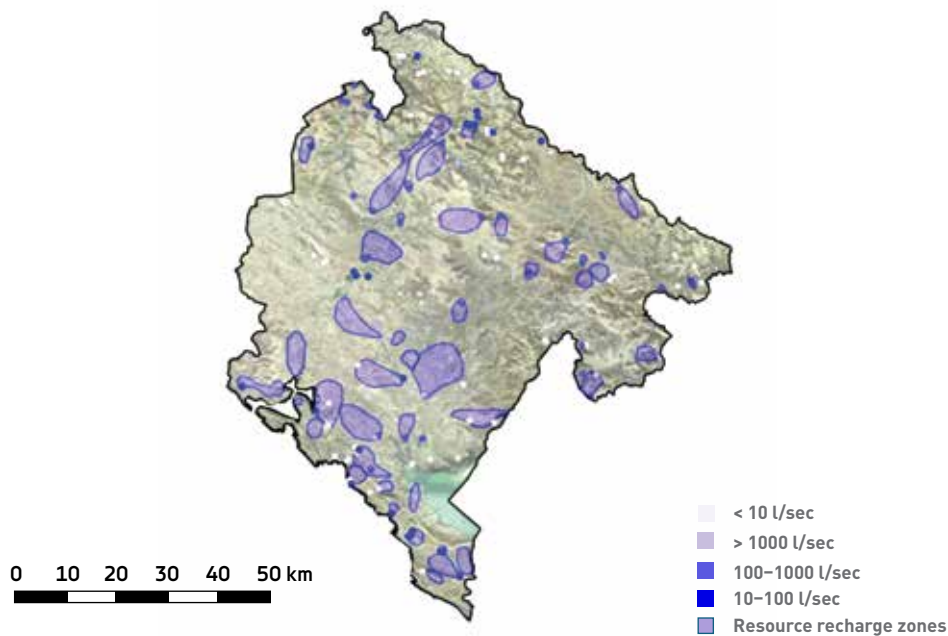 < 10 l/sec
> 1000 l/sec
100–1000 l/sec
10–100 l/sec
Resource recharge zones
0 10 20 30 40 50 km